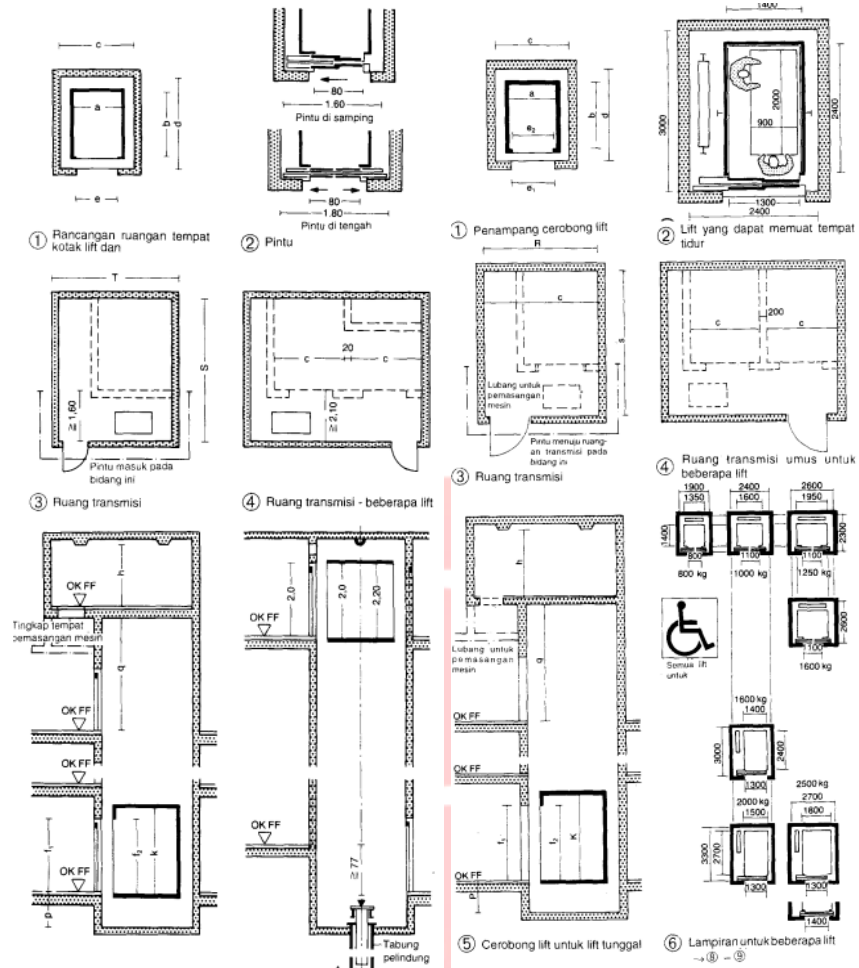 c
a
b
d
e
① Rancangan ruangan tempat
kotak lift dan
80
1.60
Pintu di samping
80
1.80
Pintu di tengah
② Pintu
c
a
e₂
b
d
e₁
① Penampang cerobong lift
1400
3000
2000
900
2400
1300
2400
② Lift yang dapat memuat tempat
tidur
T
S
≧ 1,60
Pintu masuk pada
bidang ini
③ Ruang transmisi
20
c
c
≧ 2,10
④ Ruang transmisi - beberapa lift
R
c
s
Lubang untuk
pemasangan
mesin
Pintu menuju ruang-
an transmisi pada
bidang ini
③ Ruang transmisi
200
c
c
④ Ruang transmisi umus untuk
beberapa lift
h
OK FF
Tingkap tempat
pemasangan mesin
q
OK FF
OK FF
f₁
f₂
k
OK FF
p
OK FF
2,0
2,0
2,20
OK FF
≧ 77
Tabung
pelindung
h
Lubang untuk
pemasangan
mesin
q
OK FF
OK FF
f₁
f₂
K
OK FF
p
⑤ Cerobong lift untuk lift tunggal
1900
1350
2400
1600
2600
1950
1400
2300
800
1100
1100
800 kg
1000 kg
1250 kg
2600
1100
1600 kg
Semua lift
untuk
1600 kg
1400
3000
2400
1300
2000 kg
1500
2500 kg
2700
1800
3300
2700
1300
1300
1400
⑥ Lampiran untuk beberapa lift
→⑧ - ⑨